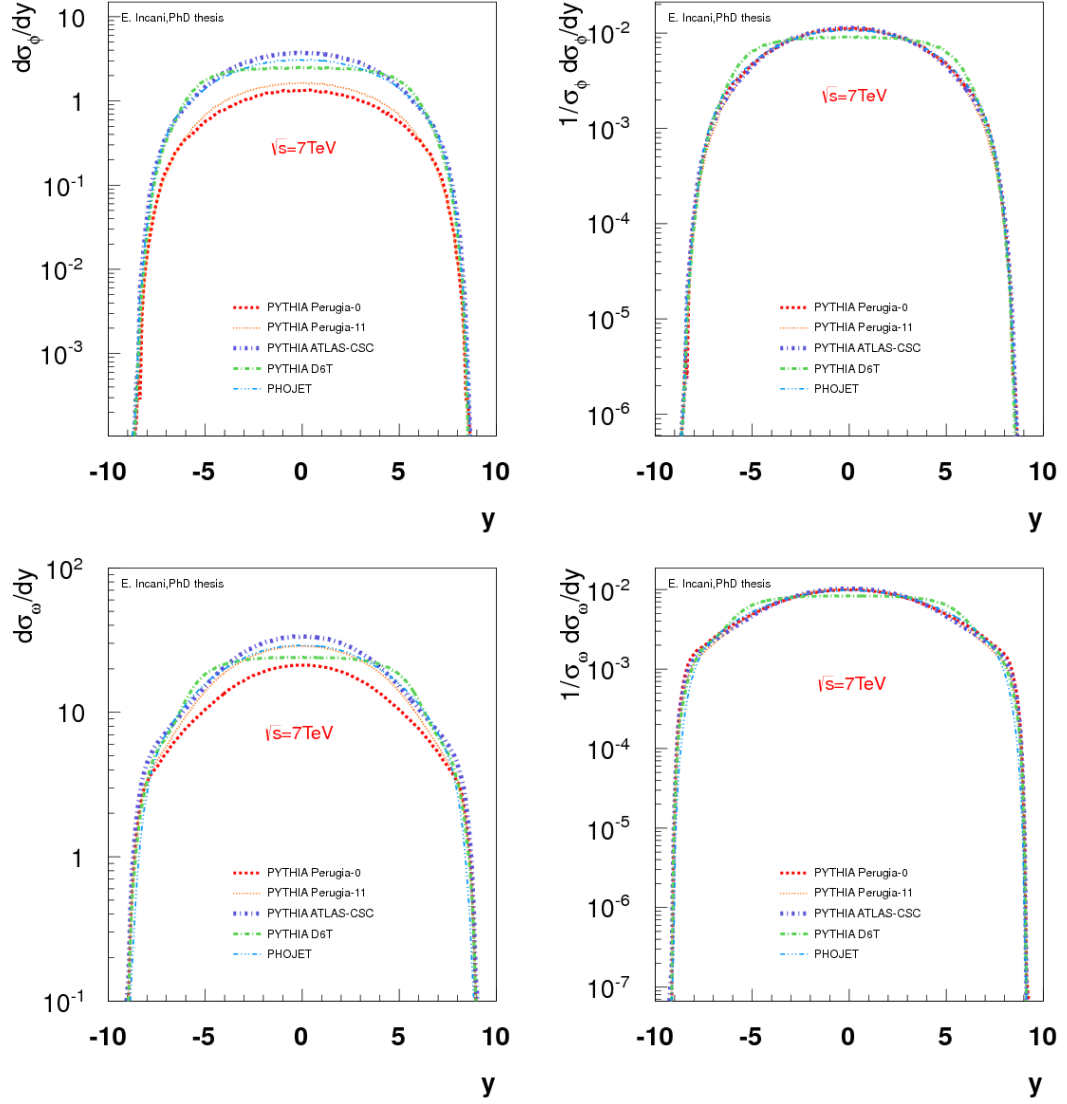 dσ_ϕ/dy
E. Incani,PhD thesis
10
1
10^-1
10^-2
10^-3
√s=7TeV
PYTHIA Perugia-0
PYTHIA Perugia-11
PYTHIA ATLAS-CSC
PYTHIA D6T
PHOJET
-10 -5 0 5 10
y
1/σ_ϕ dσ_ϕ/dy
E. Incani,PhD thesis
10^-2
10^-3
10^-4
10^-5
10^-6
√s=7TeV
PYTHIA Perugia-0
PYTHIA Perugia-11
PYTHIA ATLAS-CSC
PYTHIA D6T
PHOJET
-10 -5 0 5 10
y
dσ_ω/dy
E. Incani,PhD thesis
10^2
10
1
10^-1
√s=7TeV
PYTHIA Perugia-0
PYTHIA Perugia-11
PYTHIA ATLAS-CSC
PYTHIA D6T
PHOJET
-10 -5 0 5 10
y
1/σ_ω dσ_ω/dy
E. Incani,PhD thesis
10^-2
10^-3
10^-4
10^-5
10^-6
10^-7
√s=7TeV
PYTHIA Perugia-0
PYTHIA Perugia-11
PYTHIA ATLAS-CSC
PYTHIA D6T
PHOJET
-10 -5 0 5 10
y